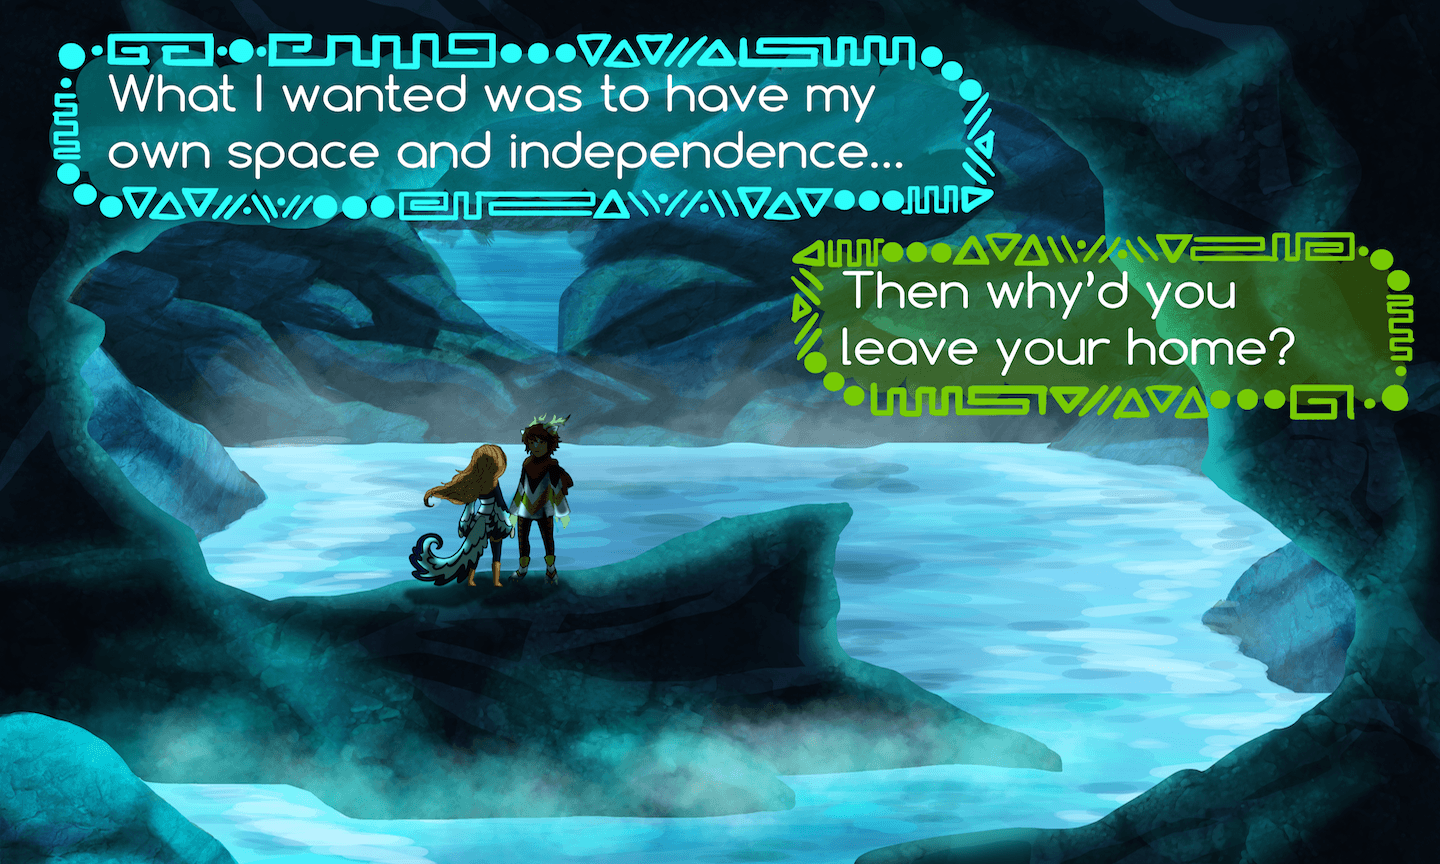 What I wanted was to have my
own space and independence...
Then why'd you
leave your home?